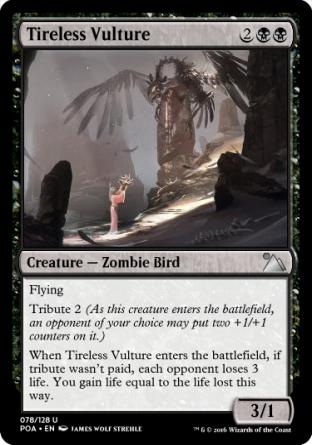 Tireless Vulture 2
Creature — Zombie Bird
Flying
Tribute 2 (As this creature enters the battlefield,
an opponent of your choice may put two +1/+1
counters on it.)
When Tireless Vulture enters the battlefield, if
tribute wasn't paid, each opponent loses 3
life. You gain life equal to the life lost this
way.
3/1
078/128 U
POA • EN JAMES WOLF STREHLE
™ & © 2016 Wizards of the Coast